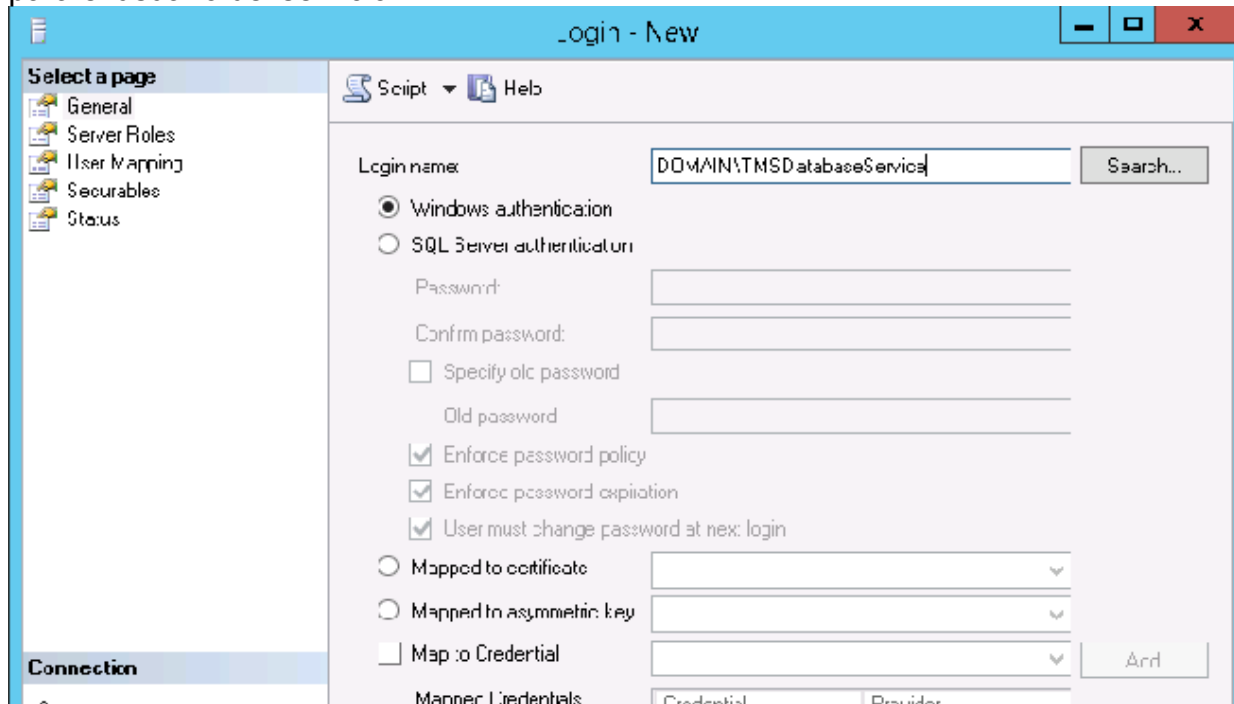 Login - New
Select a page
General
Server Roles
User Mapping
Securables
Status
Connection
Script Help
Login name: DOMAIN\TMSDatabaseService Search...
Windows authentication
SQL Server authentication
Password:
Confirm password:
Specify old password
Old password
Enforce password policy
Enforce password expiration
User must change password at next login
Mapped to certificate
Mapped to asymmetric key
Map to Credential Add
Mapped Credentials Credential Provider